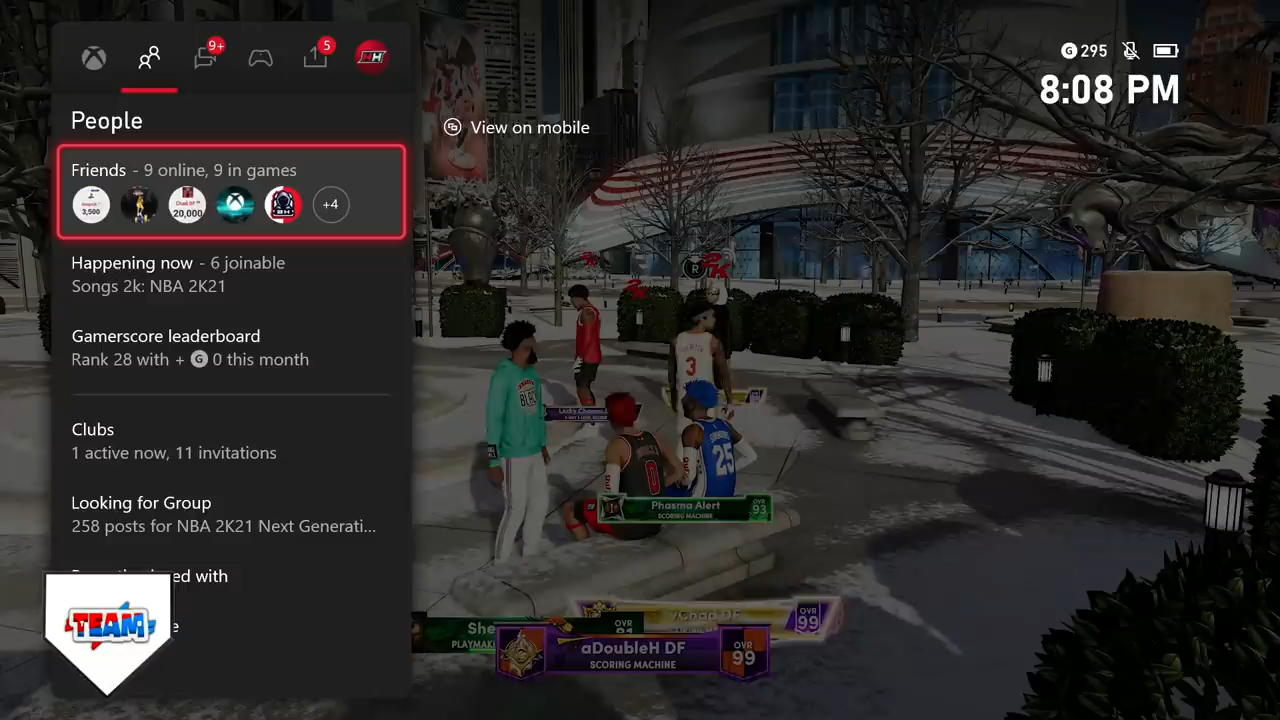 9+
5
G 295
8:08 PM
People
View on mobile
Friends - 9 online, 9 in games
3,500
20,000
+4
Happening now - 6 joinable
Songs 2k: NBA 2K21
Gamerscore leaderboard
Rank 28 with + G 0 this month
Clubs
1 active now, 11 invitations
Looking for Group
258 posts for NBA 2K21 Next Generati...
ed with
TEAM
R
2K
3
0
25
Phasma Alert
SCORING MACHINE
OVR
93
She
PLAYMAK
OVR
OVR
99
aDoubleH DF
SCORING MACHINE
OVR
99